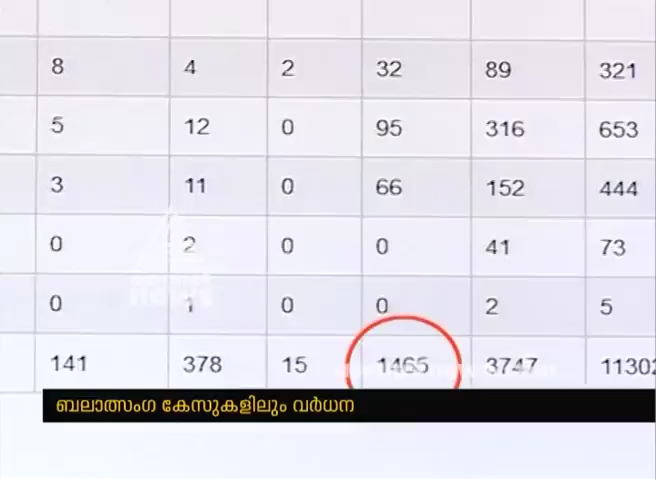 8 4 2 32 89 321
5 12 0 95 316 653
3 11 0 66 152 444
0 2 0 0 41 73
0 1 0 0 2 5
141 378 15 1465 3747 11302
news
ബലാത്സംഗ കേസുകളിലും വർധന